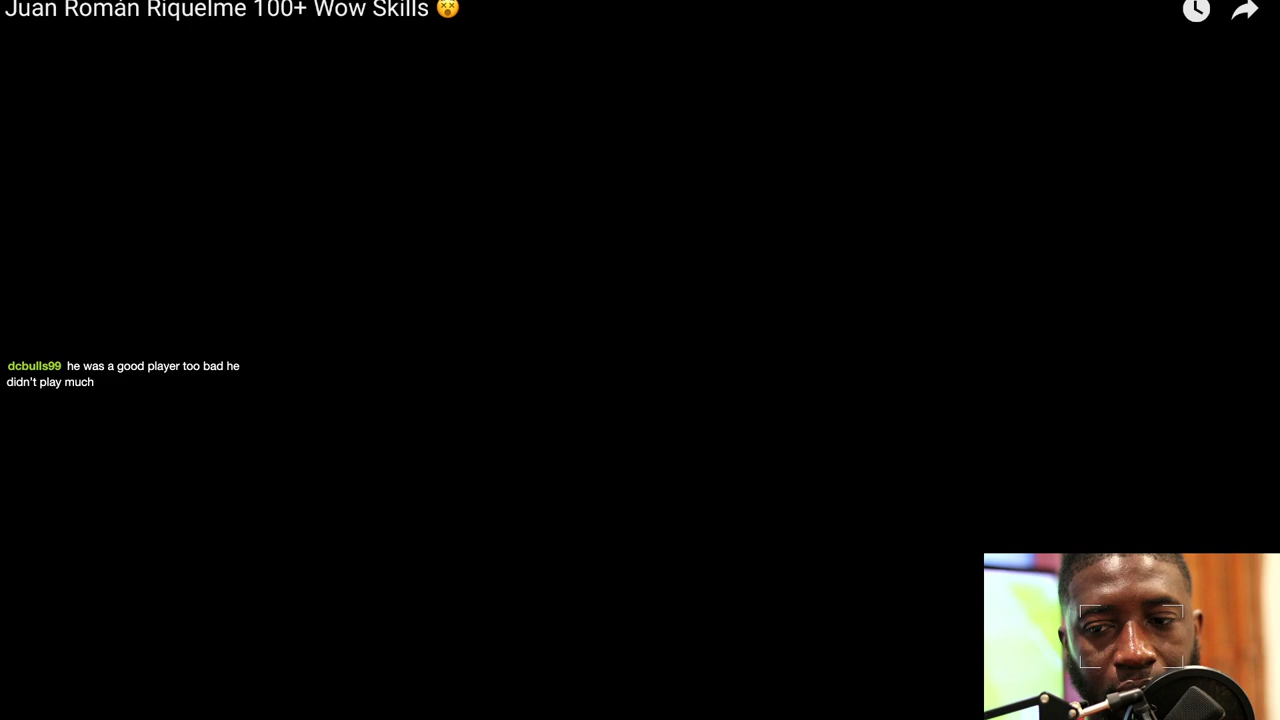 Juan Román Riquelme 100+ Wow Skills 😵
dcbulls99 he was a good player too bad he
didn't play much